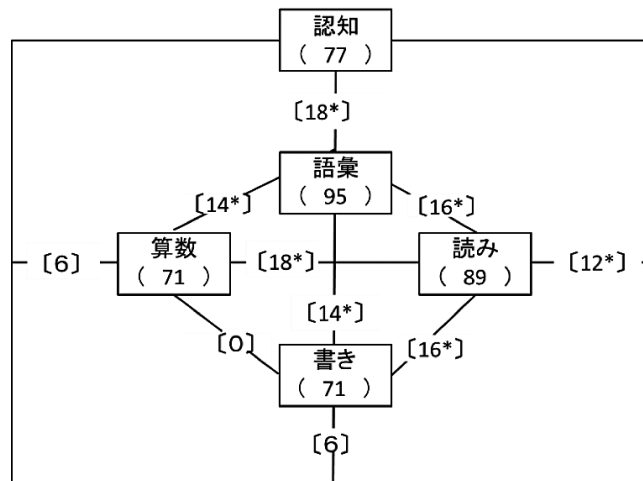 認知
( 77 )
〔18*〕
語彙
( 95 )
〔14*〕
〔16*〕
算数
( 71 )
読み
( 89 )
〔6〕
〔18*〕
〔12*〕
〔14*〕
〔0〕
〔16*〕
書き
( 71 )
〔6〕